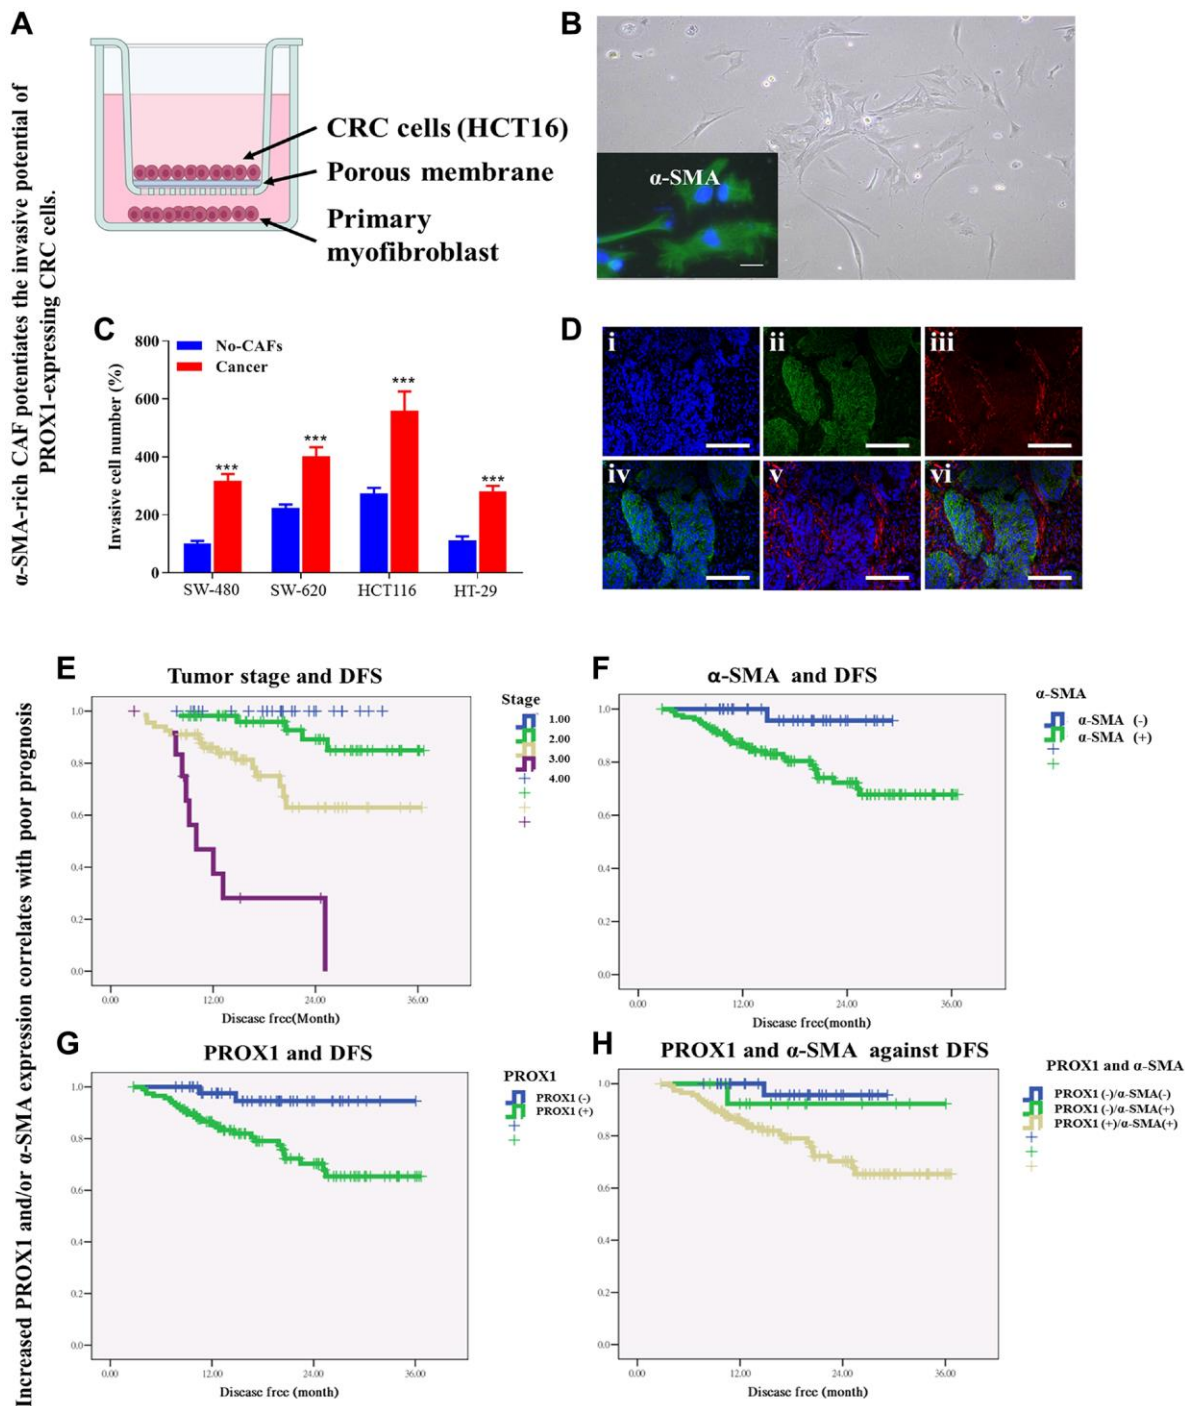 A
CRC cells (HCT16)
Porous membrane
Primary
myofibroblast
α-SMA-rich CAF potentiates the invasive potential of
PROX1-expressing CRC cells.
B
α-SMA
C
Invasive cell number (%)
800
600
400
200
0
No-CAFs
Cancer
***
***
***
***
SW-480
SW-620
HCT116
HT-29
D
i
ii
iii
iv
v
vi
Increased PROX1 and/or α-SMA expression correlates with poor prognosis
E
Tumor stage and DFS
1.0
0.8
0.6
0.4
0.2
0.0
0.00
12.00
24.00
36.00
Disease free(Month)
Stage
1.00
2.00
3.00
4.00
F
α-SMA and DFS
1.0
0.8
0.6
0.4
0.2
0.0
0.00
12.00
24.00
36.00
Disease free(month)
α-SMA
α-SMA (-)
α-SMA (+)
G
PROX1 and DFS
1.0
0.8
0.6
0.4
0.2
0.0
0.00
12.00
24.00
36.00
Disease free (month)
PROX1
PROX1 (-)
PROX1 (+)
H
PROX1 and α-SMA against DFS
1.0
0.8
0.6
0.4
0.2
0.0
0.00
12.00
24.00
36.00
Disease free (month)
PROX1 and α-SMA
PROX1 (-)/α-SMA(-)
PROX1 (-)/α-SMA(+)
PROX1 (+)/α-SMA(+)